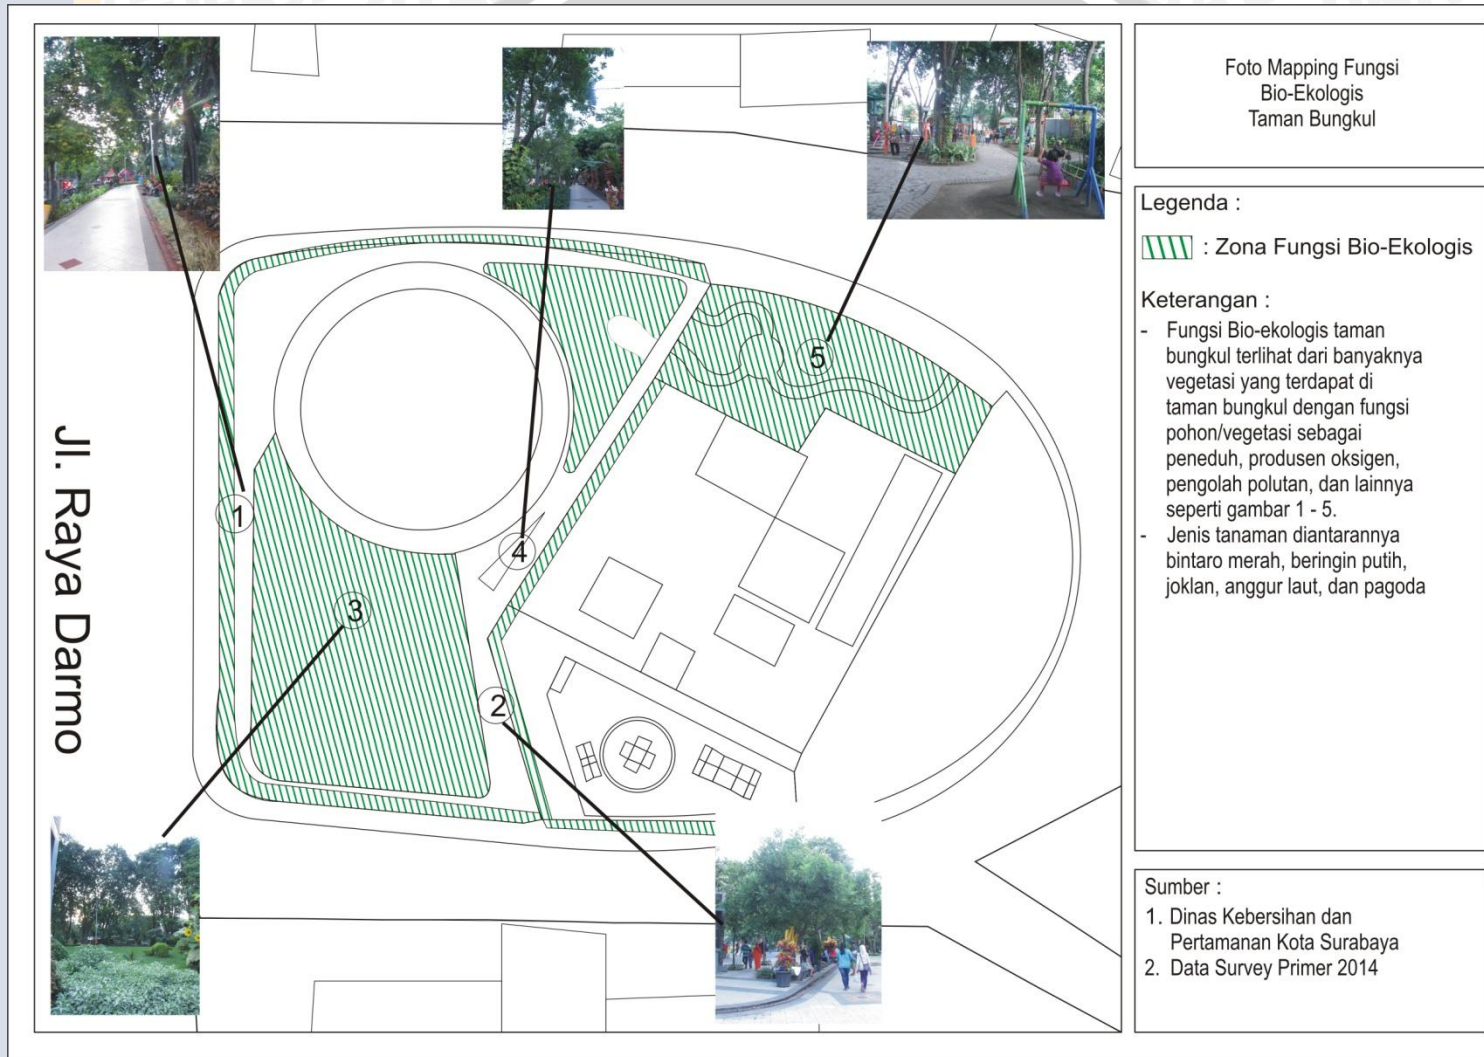 Foto Mapping Fungsi
Bio-Ekologis
Taman Bungkul
Legenda :
: Zona Fungsi Bio-Ekologis
Keterangan :
- Fungsi Bio-ekologis taman
bungkul terlihat dari banyaknya
vegetasi yang terdapat di
taman bungkul dengan fungsi
pohon/vegetasi sebagai
peneduh, produsen oksigen,
pengolah polutan, dan lainnya
seperti gambar 1 - 5.
- Jenis tanaman diantarannya
bintaro merah, beringin putih,
joklan, anggur laut, dan pagoda
Sumber :
1. Dinas Kebersihan dan
Pertamanan Kota Surabaya
2. Data Survey Primer 2014
Jl. Raya Darmo
1
2
3
4
5